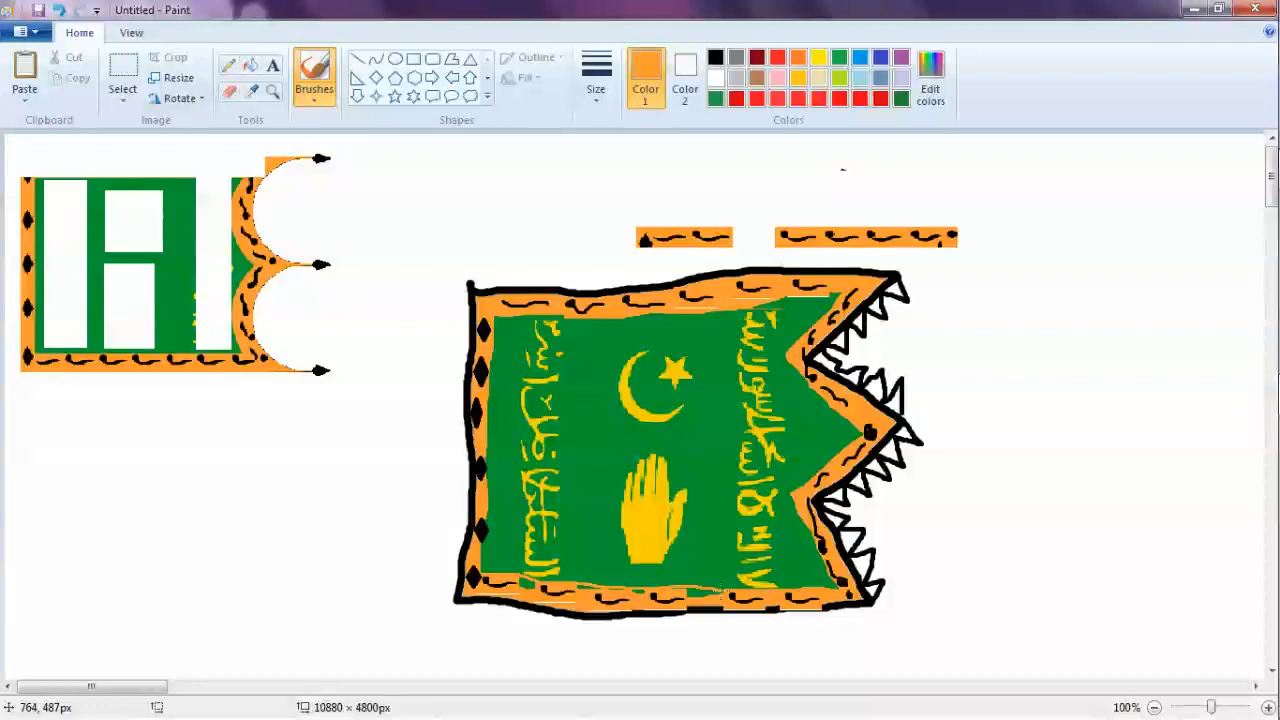 Untitled - Paint
Home
View
Paste
Cut
Copy
Clipboard
Select
Crop
Resize
Rotate
Image
Tools
Brushes
Shapes
Outline
Fill
Size
Color 1
Color 2
Colors
Edit colors
764, 487px
10880 × 4800px
100%